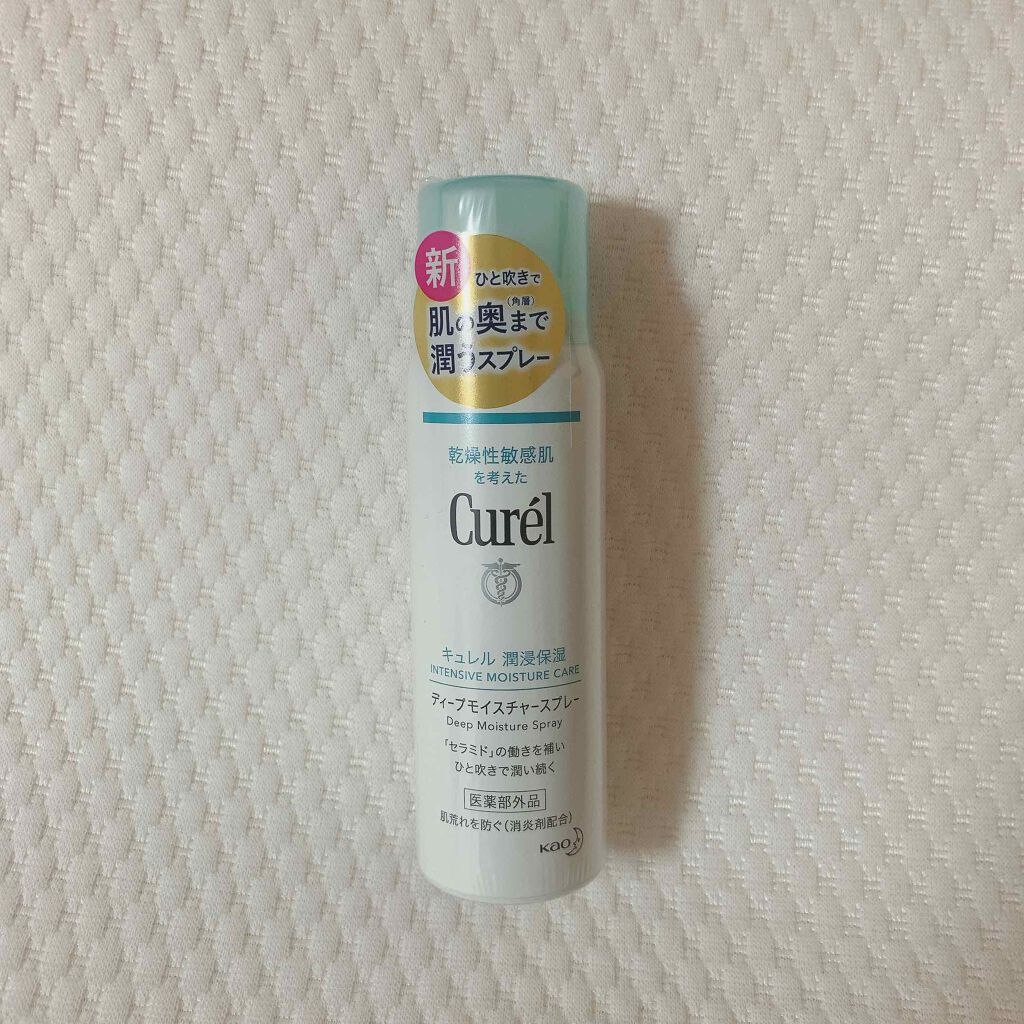 新
ひと吹きで
(角層)
肌の奥まで
潤うスプレー
乾燥性敏感肌
を考えた
Curél
キュレル 潤浸保湿
INTENSIVE MOISTURE CARE
ディープモイスチャースプレー
Deep Moisture Spray
「セラミド」の働きを補い
ひと吹きで潤い続く
医薬部外品
肌荒れを防ぐ(消炎剤配合)
Kao